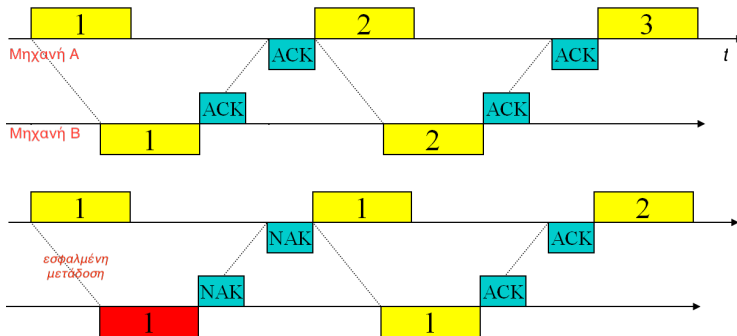 1 2 3
Μηχανή Α ACK ACK t
ACK ACK
Μηχανή Β 1 2
1 1 2
NAK ACK
εσφαλμένη
μετάδοση
NAK ACK
1 1